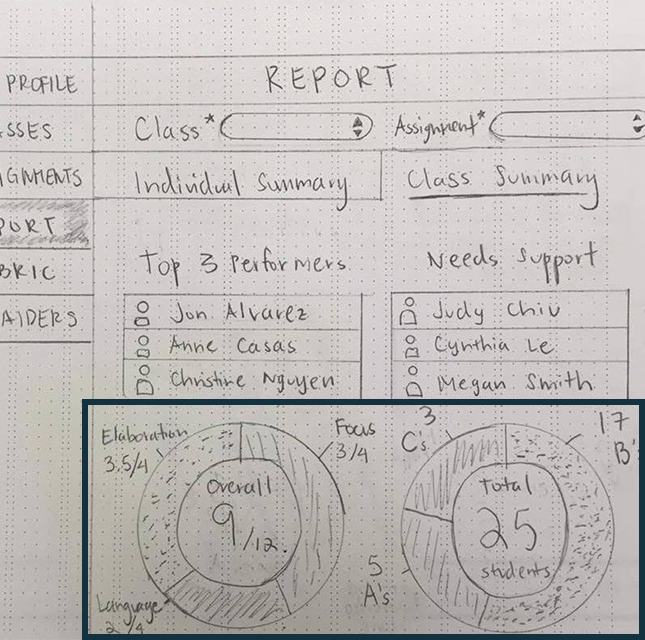 PROFILE
REPORT
SSES
Class*
Assignment*
IGNMENTS
Individual Summary
Class Summary
PORT
BRIC
Top 3 Performers
Needs Support
AIDERS
Jon Alvarez
Judy Chiu
Anne Casas
Cynthia Le
Christine Nguyen
Megan Smith
Elaboration
3.5/4
Focus
3/4
Overall
9/12.
Language
2/4
3
C's
17
B's
Total
25
students
5
A's